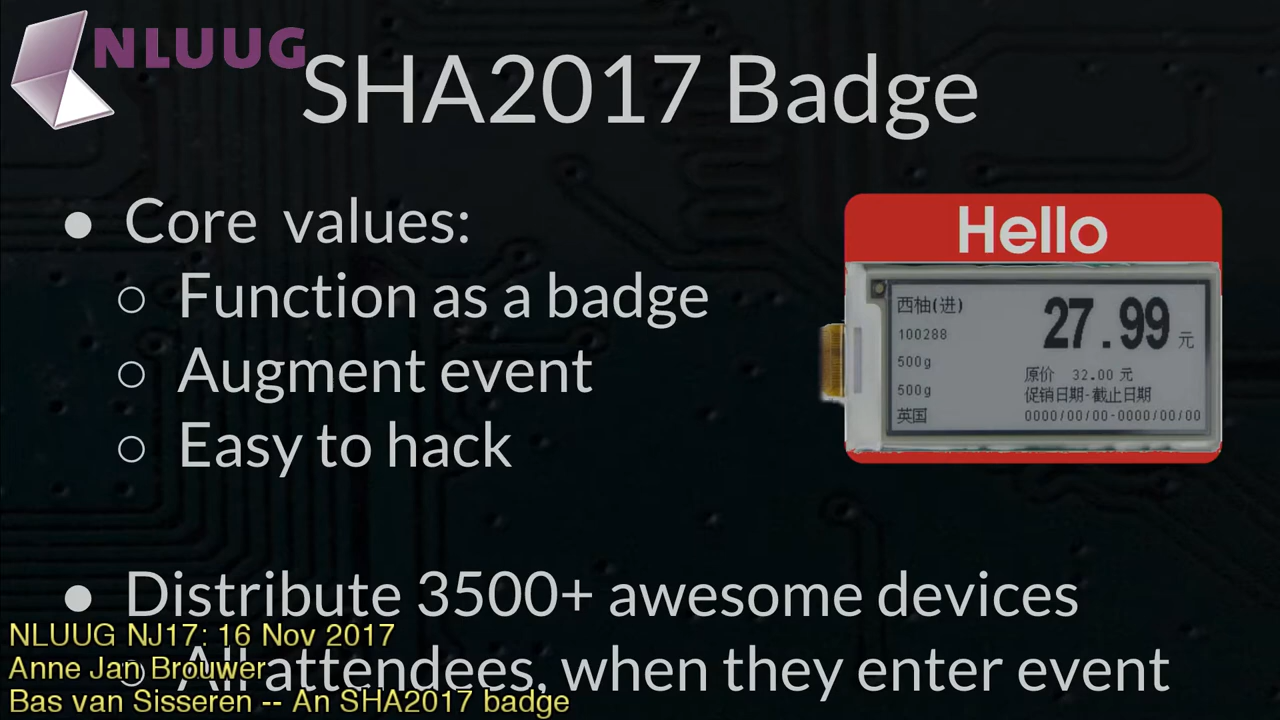 NLUUG
SHA2017 Badge
● Core values:
○ Function as a badge
○ Augment event
○ Easy to hack
Hello
西柚(进)
100288
500g
500g
英国
27.99 元
原价 32.00 元
促销日期-截止日期
0000/00/00-0000/00/00
● Distribute 3500+ awesome devices
○ All attendees, when they enter event
NLUUG NJ17: 16 Nov 2017
Anne Jan Brouwer
Bas van Sisseren -- An SHA2017 badge